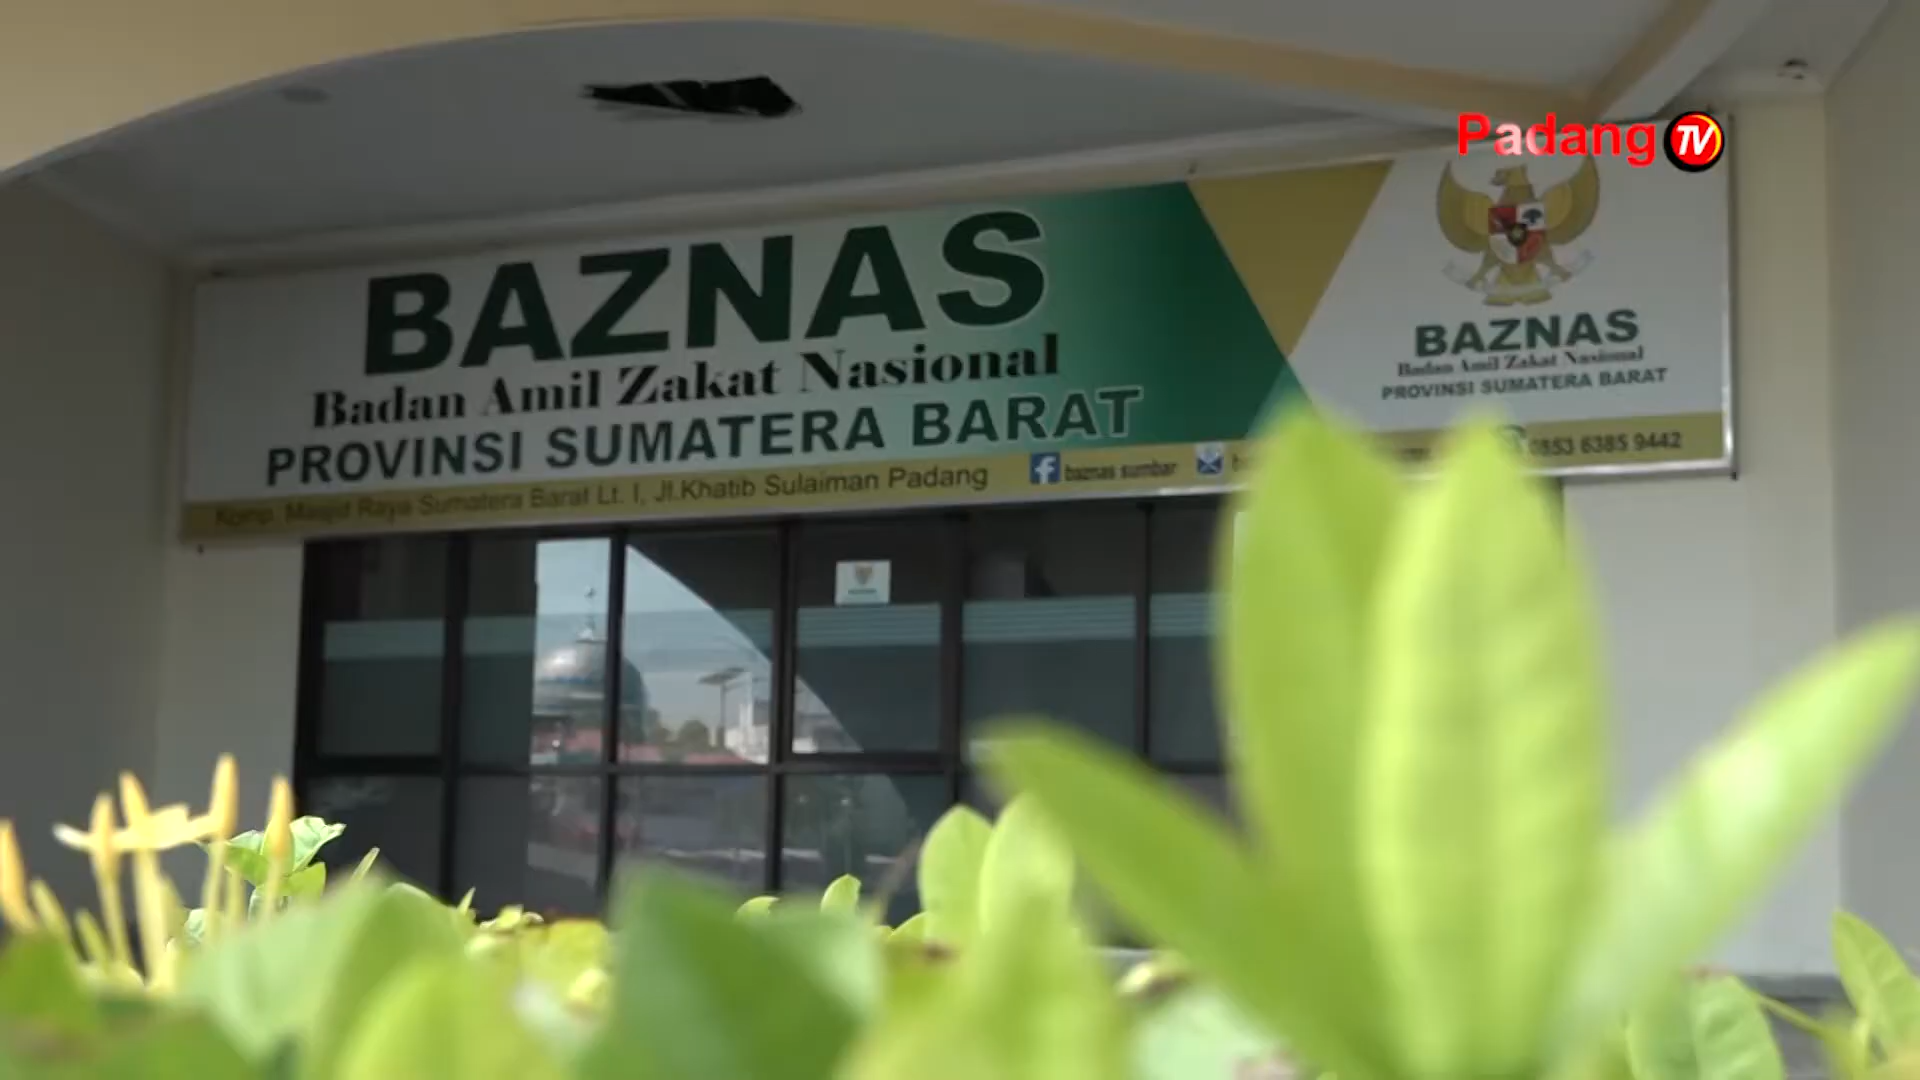 Padang TV
BAZNAS
Badan Amil Zakat Nasional
PROVINSI SUMATERA BARAT
Komp. Masjid Raya Sumatera Barat Lt. I, Jl.Khatib Sulaiman Padang
baznas sumbar
0853 6385 9442
BAZNAS
Badan Amil Zakat Nasional
PROVINSI SUMATERA BARAT